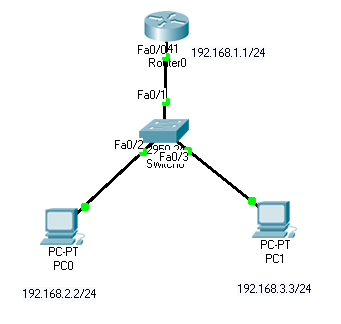 Fa0/0
41
Router0
192.168.1.1/24
Fa0/1
Fa0/2
Fa0/3
PC-PT
PC0
PC-PT
PC1
192.168.2.2/24
192.168.3.3/24